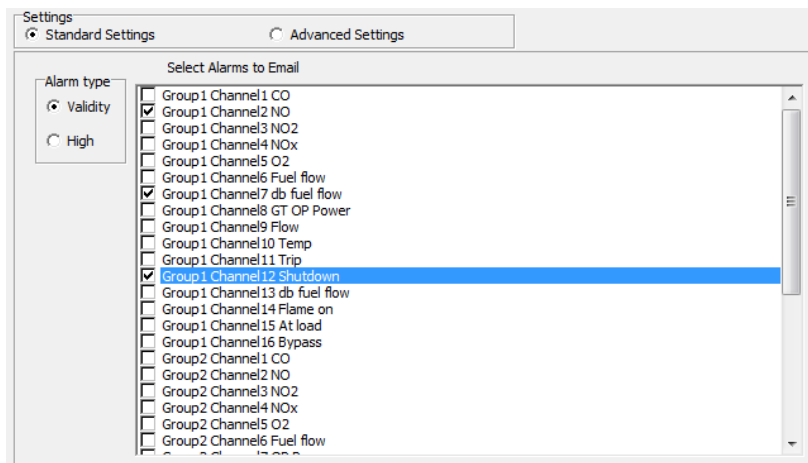 Settings
Standard Settings
Advanced Settings
Select Alarms to Email
Alarm type
Validity
High
Group1 Channel1 CO
Group1 Channel2 NO
Group1 Channel3 NO2
Group1 Channel4 NOx
Group1 Channel5 O2
Group1 Channel6 Fuel flow
Group1 Channel7 db fuel flow
Group1 Channel8 GT OP Power
Group1 Channel9 Flow
Group1 Channel10 Temp
Group1 Channel11 Trip
Group1 Channel12 Shutdown
Group1 Channel13 db fuel flow
Group1 Channel14 Flame on
Group1 Channel15 At load
Group1 Channel16 Bypass
Group2 Channel1 CO
Group2 Channel2 NO
Group2 Channel3 NO2
Group2 Channel4 NOx
Group2 Channel5 O2
Group2 Channel6 Fuel flow